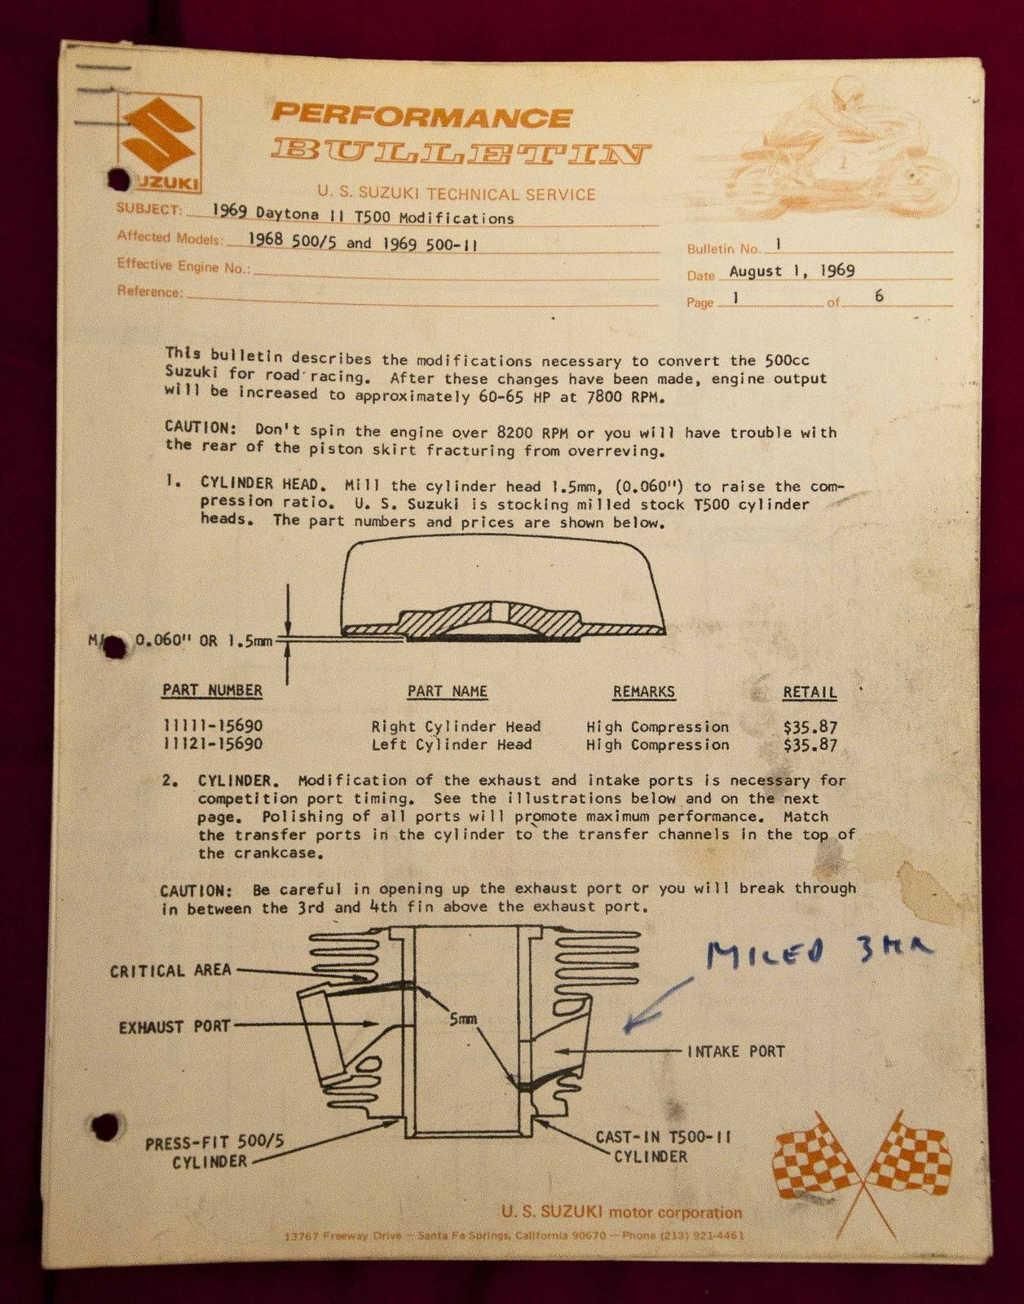 PERFORMANCE
BULLETIN
UZUKI
U. S. SUZUKI TECHNICAL SERVICE
SUBJECT: 1969 Daytona II T500 Modifications
Affected Models: 1968 500/5 and 1969 500-II
Bulletin No. 1
Effective Engine No.:
Date August 1, 1969
Reference:
Page 1 of 6
This bulletin describes the modifications necessary to convert the 500cc
Suzuki for road racing. After these changes have been made, engine output
will be increased to approximately 60-65 HP at 7800 RPM.
CAUTION: Don't spin the engine over 8200 RPM or you will have trouble with
the rear of the piston skirt fracturing from overreving.
1. CYLINDER HEAD. Mill the cylinder head 1.5mm, (0.060") to raise the com-
pression ratio. U. S. Suzuki is stocking milled stock T500 cylinder
heads. The part numbers and prices are shown below.
0.060" OR 1.5mm
PART NUMBER PART NAME REMARKS RETAIL
11111-15690 Right Cylinder Head High Compression $35.87
11121-15690 Left Cylinder Head High Compression $35.87
2. CYLINDER. Modification of the exhaust and intake ports is necessary for
competition port timing. See the illustrations below and on the next
page. Polishing of all ports will promote maximum performance. Match
the transfer ports in the cylinder to the transfer channels in the top of
the crankcase.
CAUTION: Be careful in opening up the exhaust port or you will break through
in between the 3rd and 4th fin above the exhaust port.
MILED 3
CRITICAL AREA
5mm
EXHAUST PORT
INTAKE PORT
PRESS-FIT 500/5
CYLINDER
CAST-IN T500-II
CYLINDER
U. S. SUZUKI motor corporation
13767 Freeway Drive — Santa Fe Springs, California 90670 — Phone (213) 921-4461